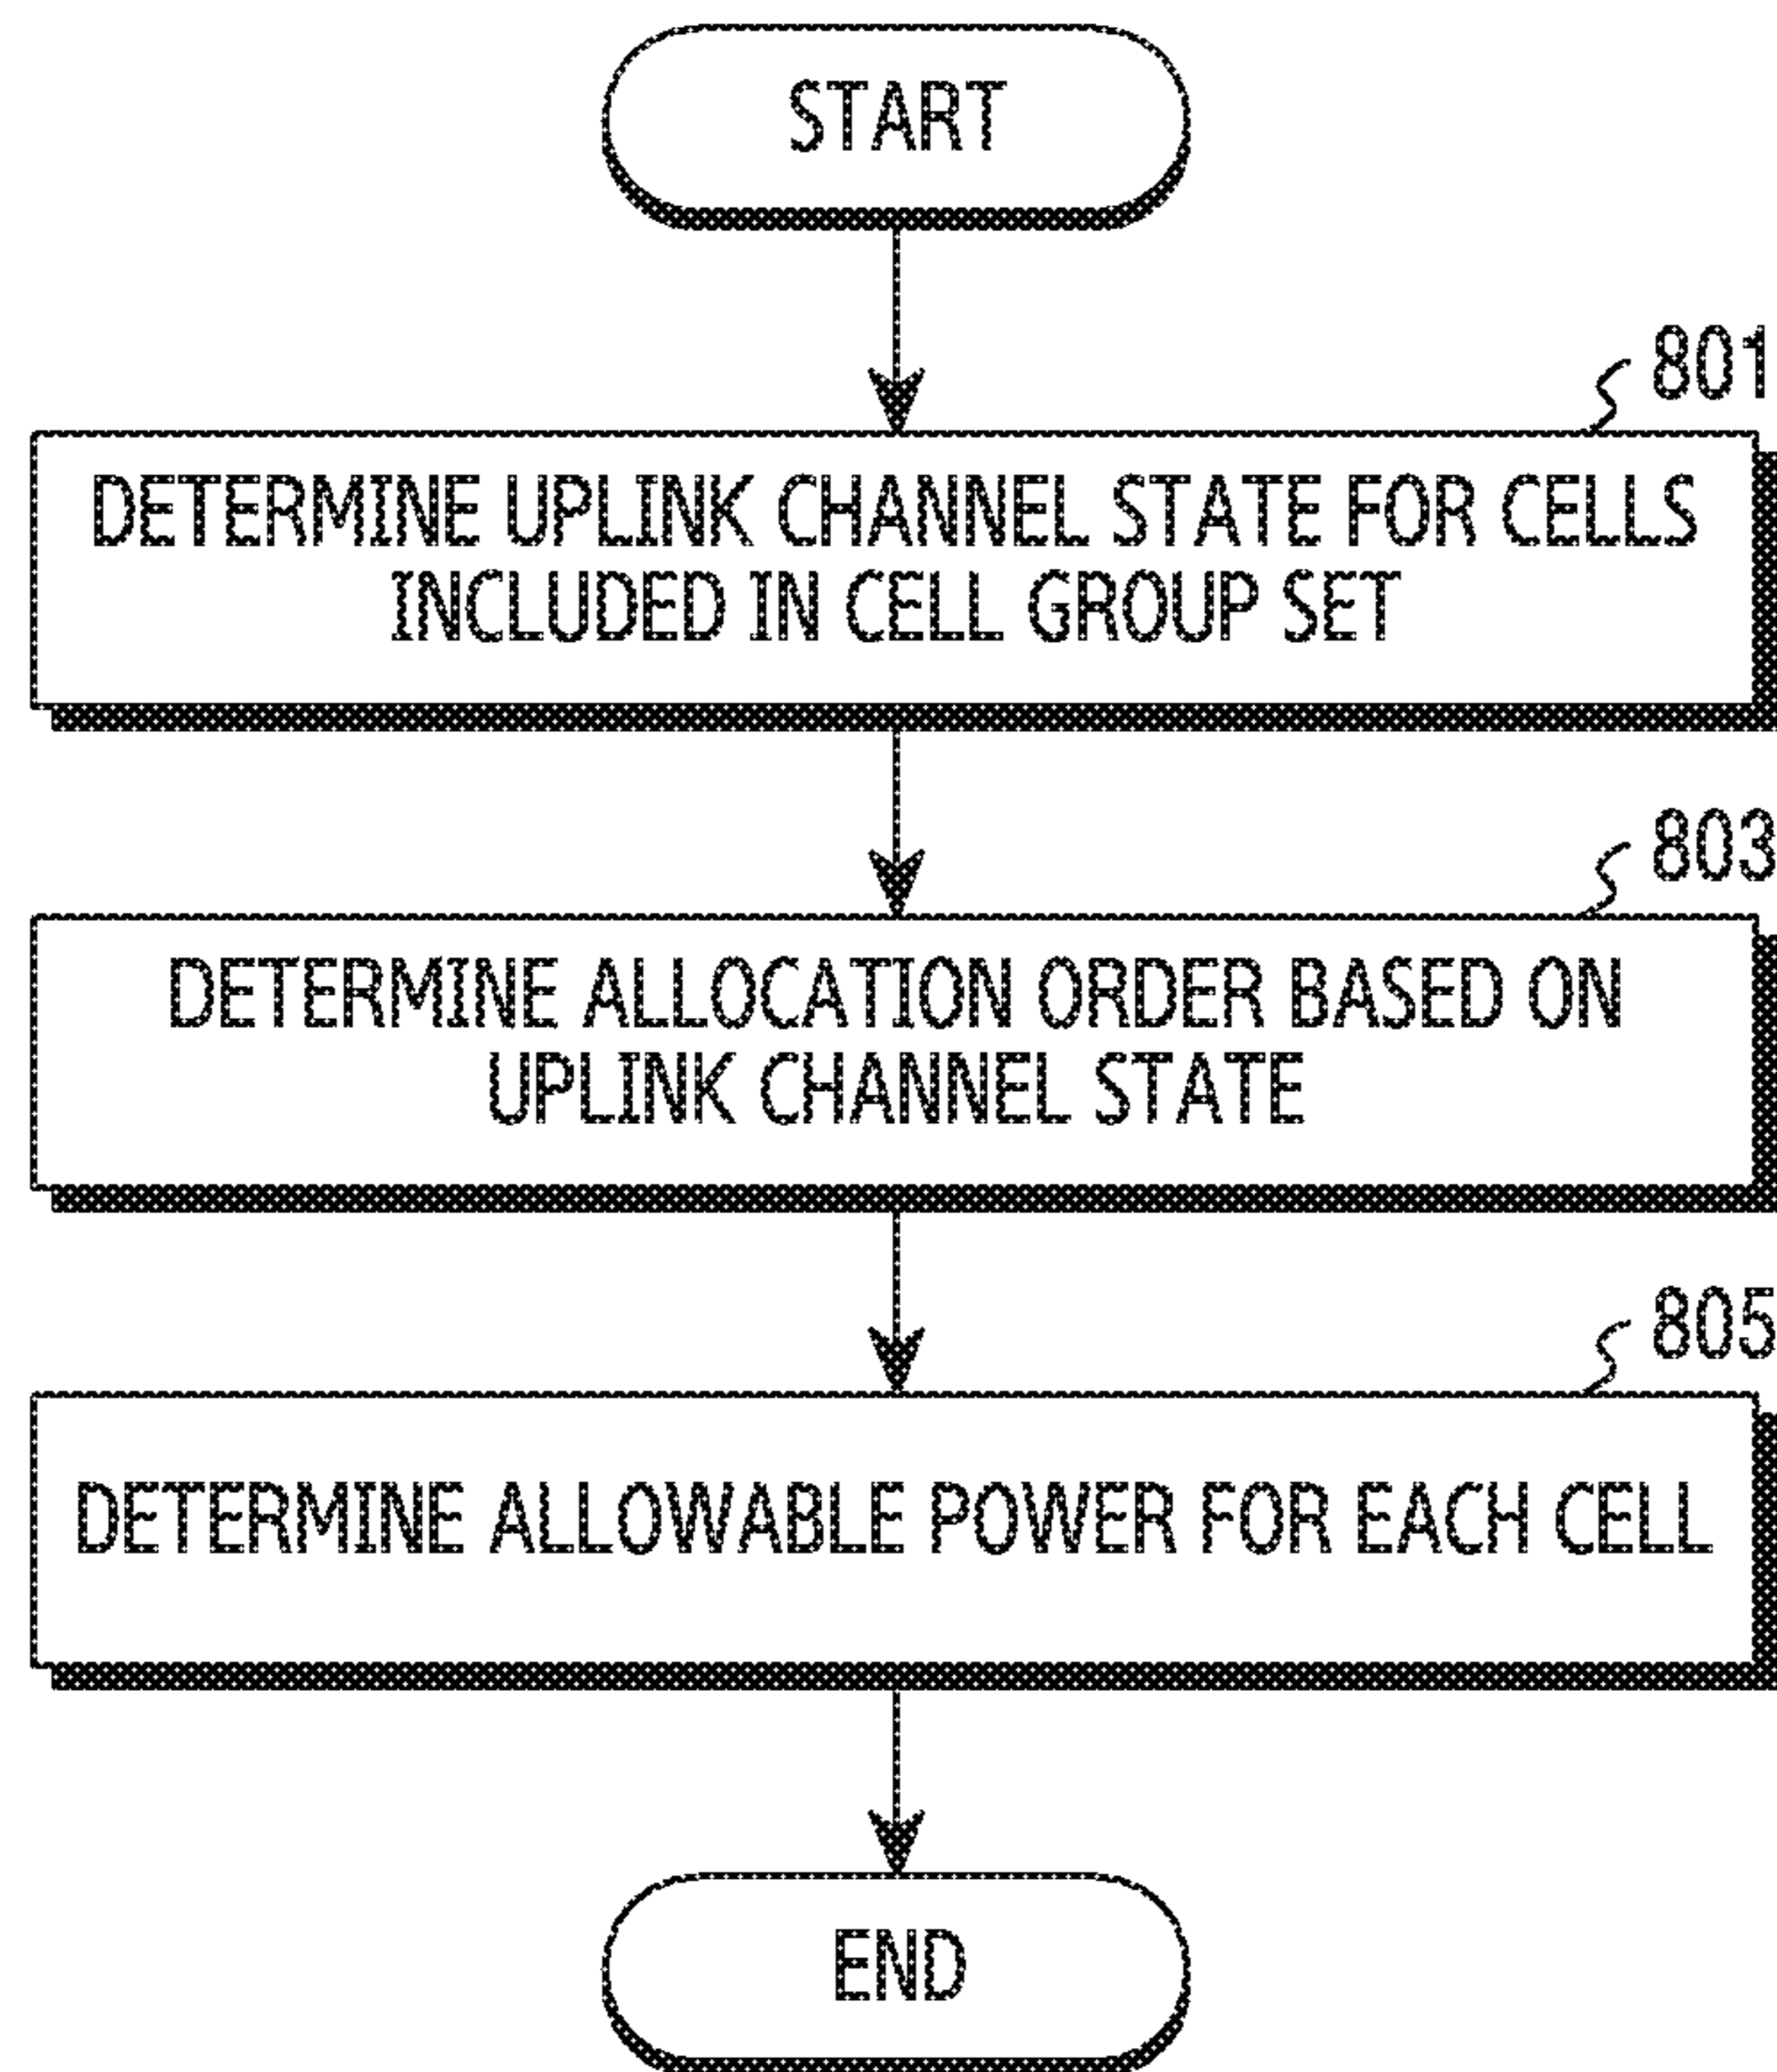 START
801
DETERMINE UPLINK CHANNEL STATE FOR CELLS
INCLUDED IN CELL GROUP SET
803
DETERMINE ALLOCATION ORDER BASED ON
UPLINK CHANNEL STATE
805
DETERMINE ALLOWABLE POWER FOR EACH CELL
END